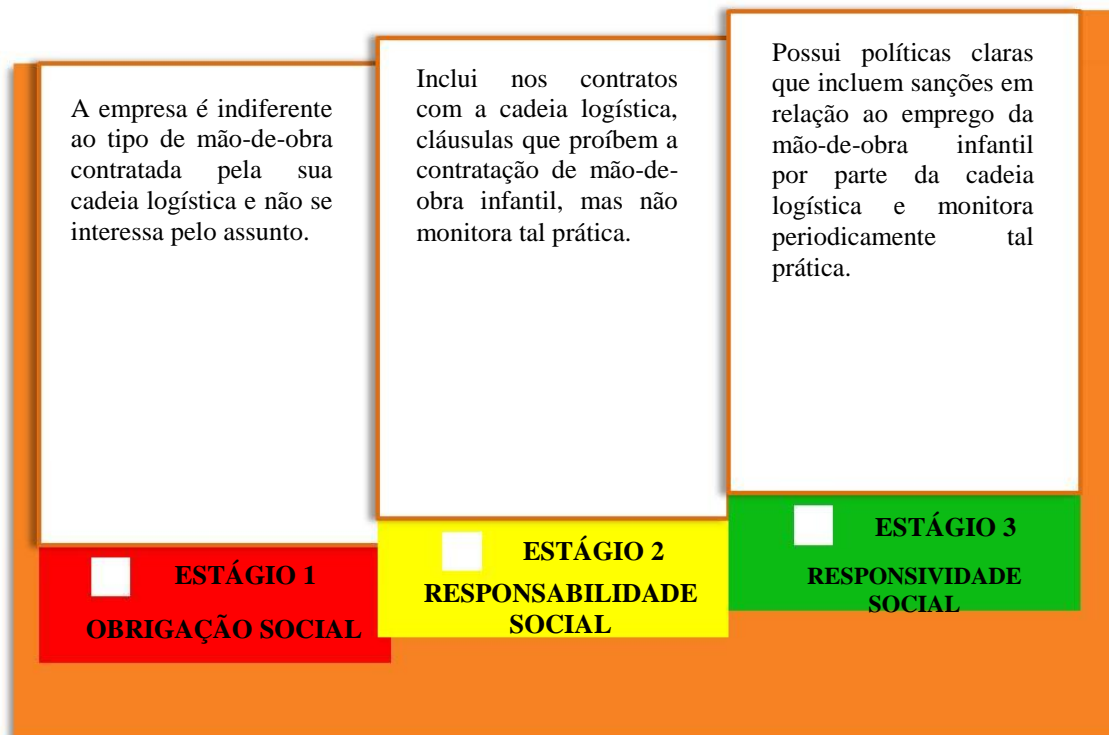 A empresa é indiferente
ao tipo de mão-de-obra
contratada pela sua
cadeia logística e não se
interessa pelo assunto.
ESTÁGIO 1
OBRIGAÇÃO SOCIAL
Inclui nos contratos
com a cadeia logística,
cláusulas que proíbem a
contratação de mão-de-
obra infantil, mas não
monitora tal prática.
ESTÁGIO 2
RESPONSABILIDADE
SOCIAL
Possui políticas claras
que incluem sanções em
relação ao emprego da
mão-de-obra infantil
por parte da cadeia
logística e monitora
periodicamente tal
prática.
ESTÁGIO 3
RESPONSIVIDADE
SOCIAL